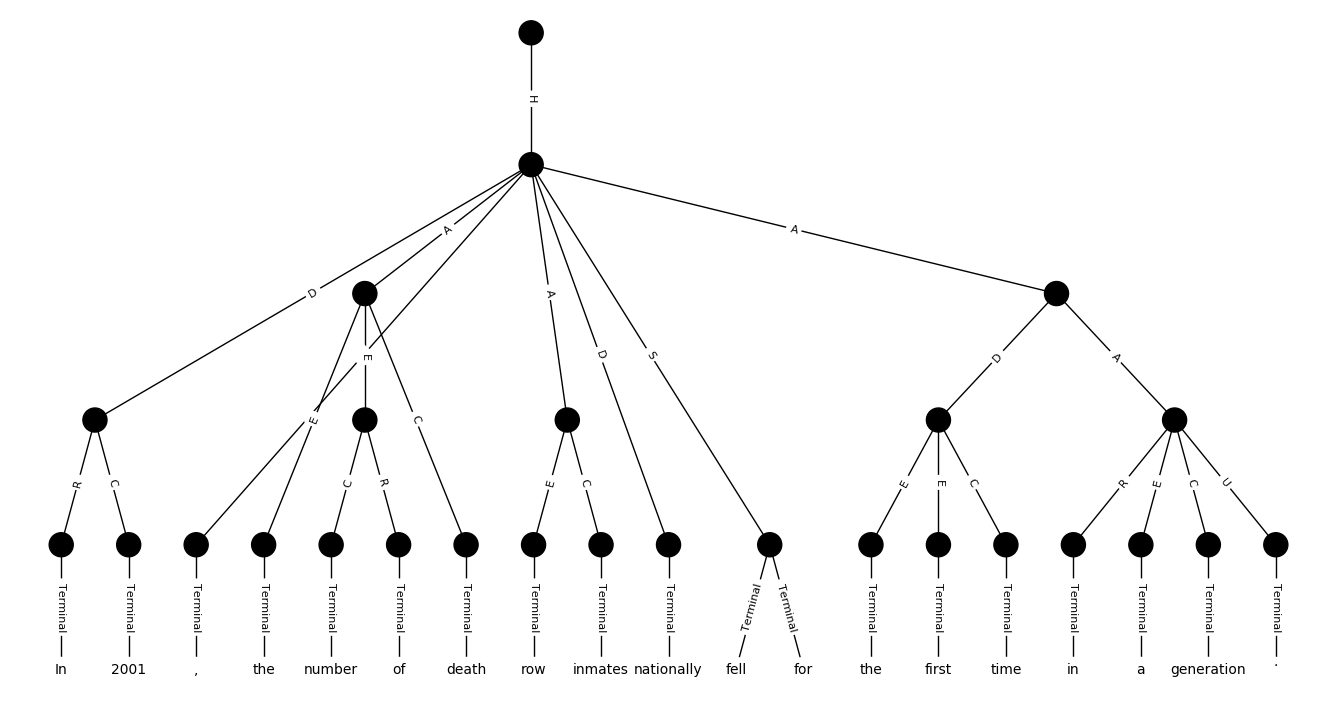 H
A
A
D
A
D
S
E
D
A
E
C
R
C
C
R
E
C
E
E
C
R
E
C
U
Terminal Terminal Terminal Terminal Terminal Terminal Terminal Terminal Terminal Terminal Terminal Terminal Terminal Terminal Terminal Terminal Terminal Terminal Terminal
In 2001 , the number of death row inmates nationally fell for the first time in a generation .